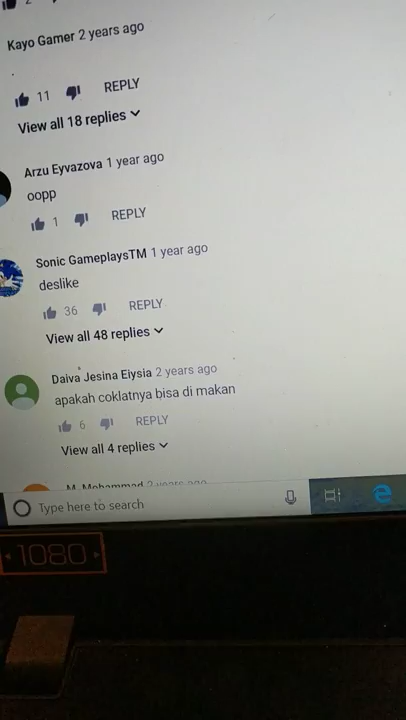 2
Kayo Gamer 2 years ago
.
11 REPLY
View all 18 replies
Arzu Eyvazova 1 year ago
oopp
1 REPLY
Sonic GameplaysTM 1 year ago
deslike
36 REPLY
View all 48 replies
Daiva Jesina Eiysia 2 years ago
apakah coklatnya bisa di makan
6 REPLY
View all 4 replies
M. Mohammad 2 years ago
Type here to search
1080